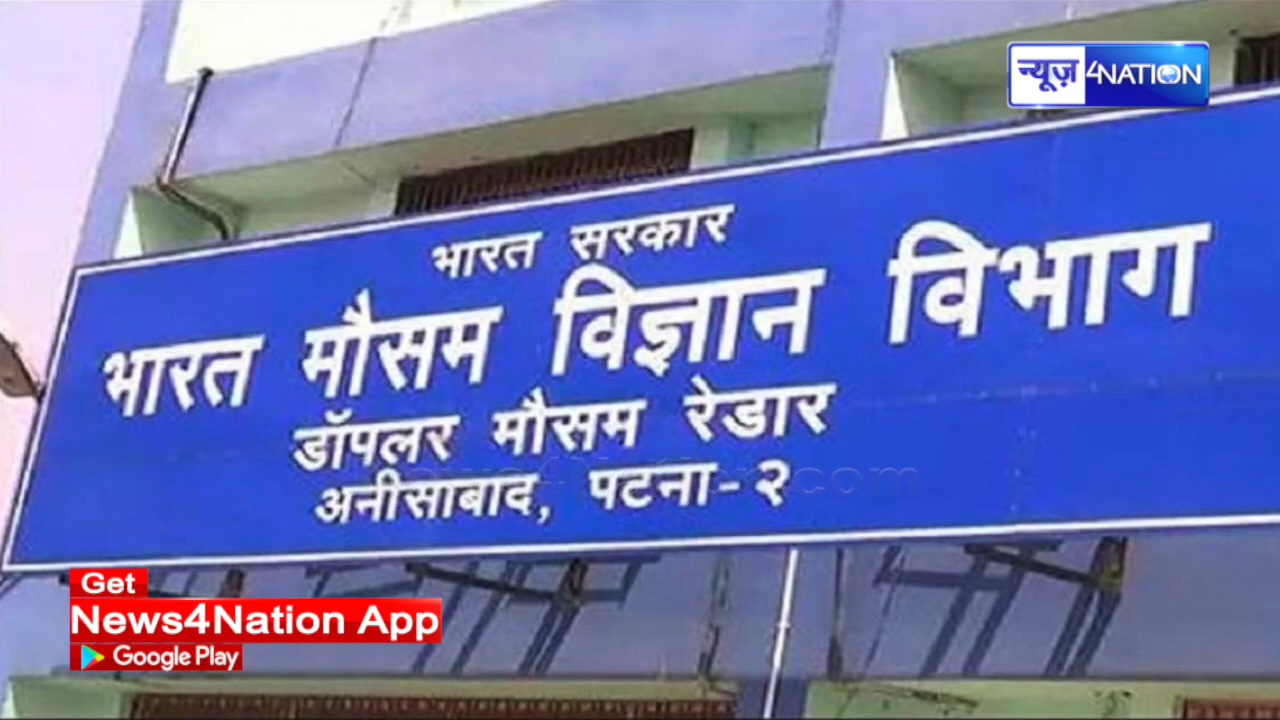 न्यूज़ 4NATION
भारत सरकार
भारत मौसम विज्ञान विभाग
डॉपलर मौसम रेडार
अनीसाबाद, पटना-२
Get
News4Nation App
Google Play